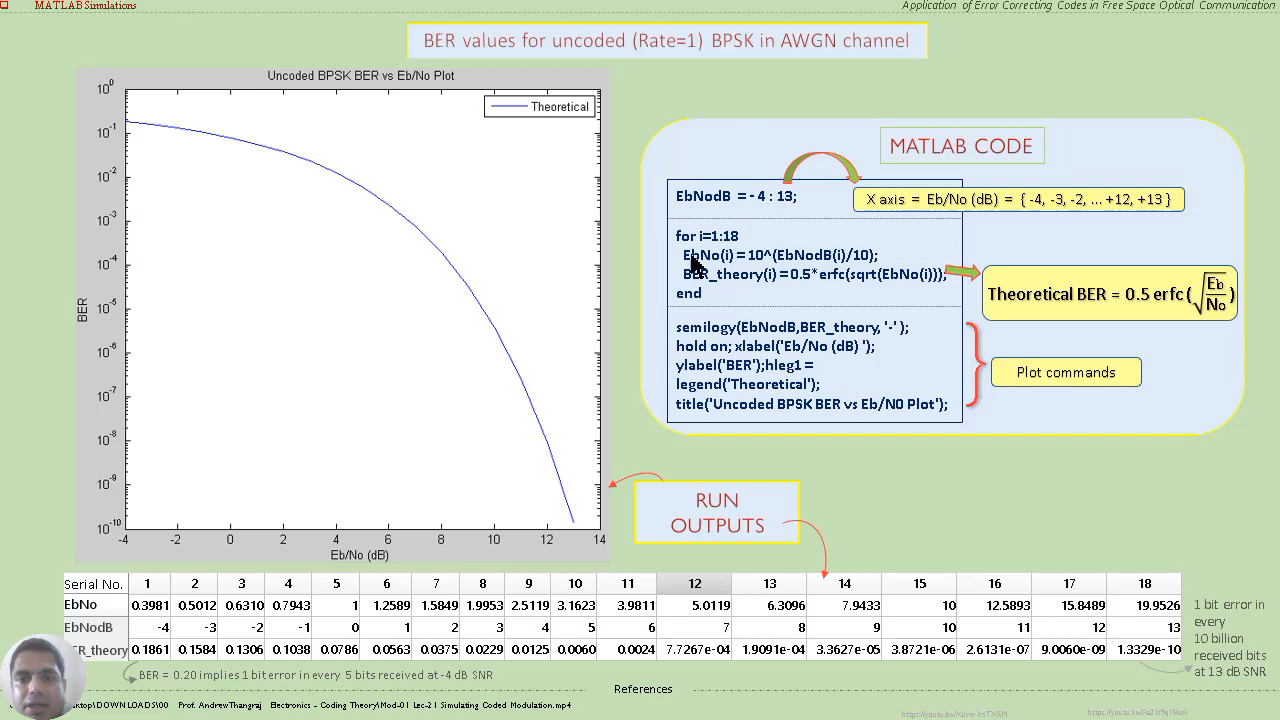 MATLAB Simulations
Application of Error Correcting Codes in Free Space Optical Communication
BER values for uncoded (Rate=1) BPSK in AWGN channel
Uncoded BPSK BER vs Eb/No Plot
Theoretical
10^0
10^-1
10^-2
10^-3
10^-4
10^-5
10^-6
10^-7
10^-8
10^-9
10^-10
BER
-4 -2 0 2 4 6 8 10 12 14
Eb/No (dB)
MATLAB CODE
EbNodB = - 4 : 13;
X axis = Eb/No (dB) = { -4, -3, -2, ... +12, +13 }
for i=1:18
EbNo(i) = 10^(EbNodB(i)/10);
BER_theory(i) = 0.5* erfc(sqrt(EbNo(i)));
end
Theoretical BER = 0.5 erfc(√Eb/No)
semilogy(EbNodB,BER_theory, '-' );
hold on; xlabel('Eb/No (dB) ');
ylabel('BER');hleg1 =
legend('Theoretical');
title('Uncoded BPSK BER vs Eb/N0 Plot');
Plot commands
RUN
OUTPUTS
Serial No. 1 2 3 4 5 6 7 8 9 10 11 12 13 14 15 16 17 18
EbNo 0.3981 0.5012 0.6310 0.7943 1 1.2589 1.5849 1.9953 2.5119 3.1623 3.9811 5.0119 6.3096 7.9433 10 12.5893 15.8489 19.9526
EbNodB -4 -3 -2 -1 0 1 2 3 4 5 6 7 8 9 10 11 12 13
ER_theory 0.1861 0.1584 0.1306 0.1038 0.0786 0.0563 0.0375 0.0229 0.0125 0.0060 0.0024 7.7267e-04 1.9091e-04 3.3627e-05 3.8721e-06 2.6131e-07 9.0060e-09 1.3329e-10
1 bit error in
every
10 billion
received bits
at 13 dB SNR
BER = 0.20 implies 1 bit error in every 5 bits received at -4 dB SNR
References
sktop\DOWNLOADS\00 Prof. Andrew Thangraj Electronics - Coding Theory\Mod-01 Lec-21 Simulating Coded Modulation.mp4